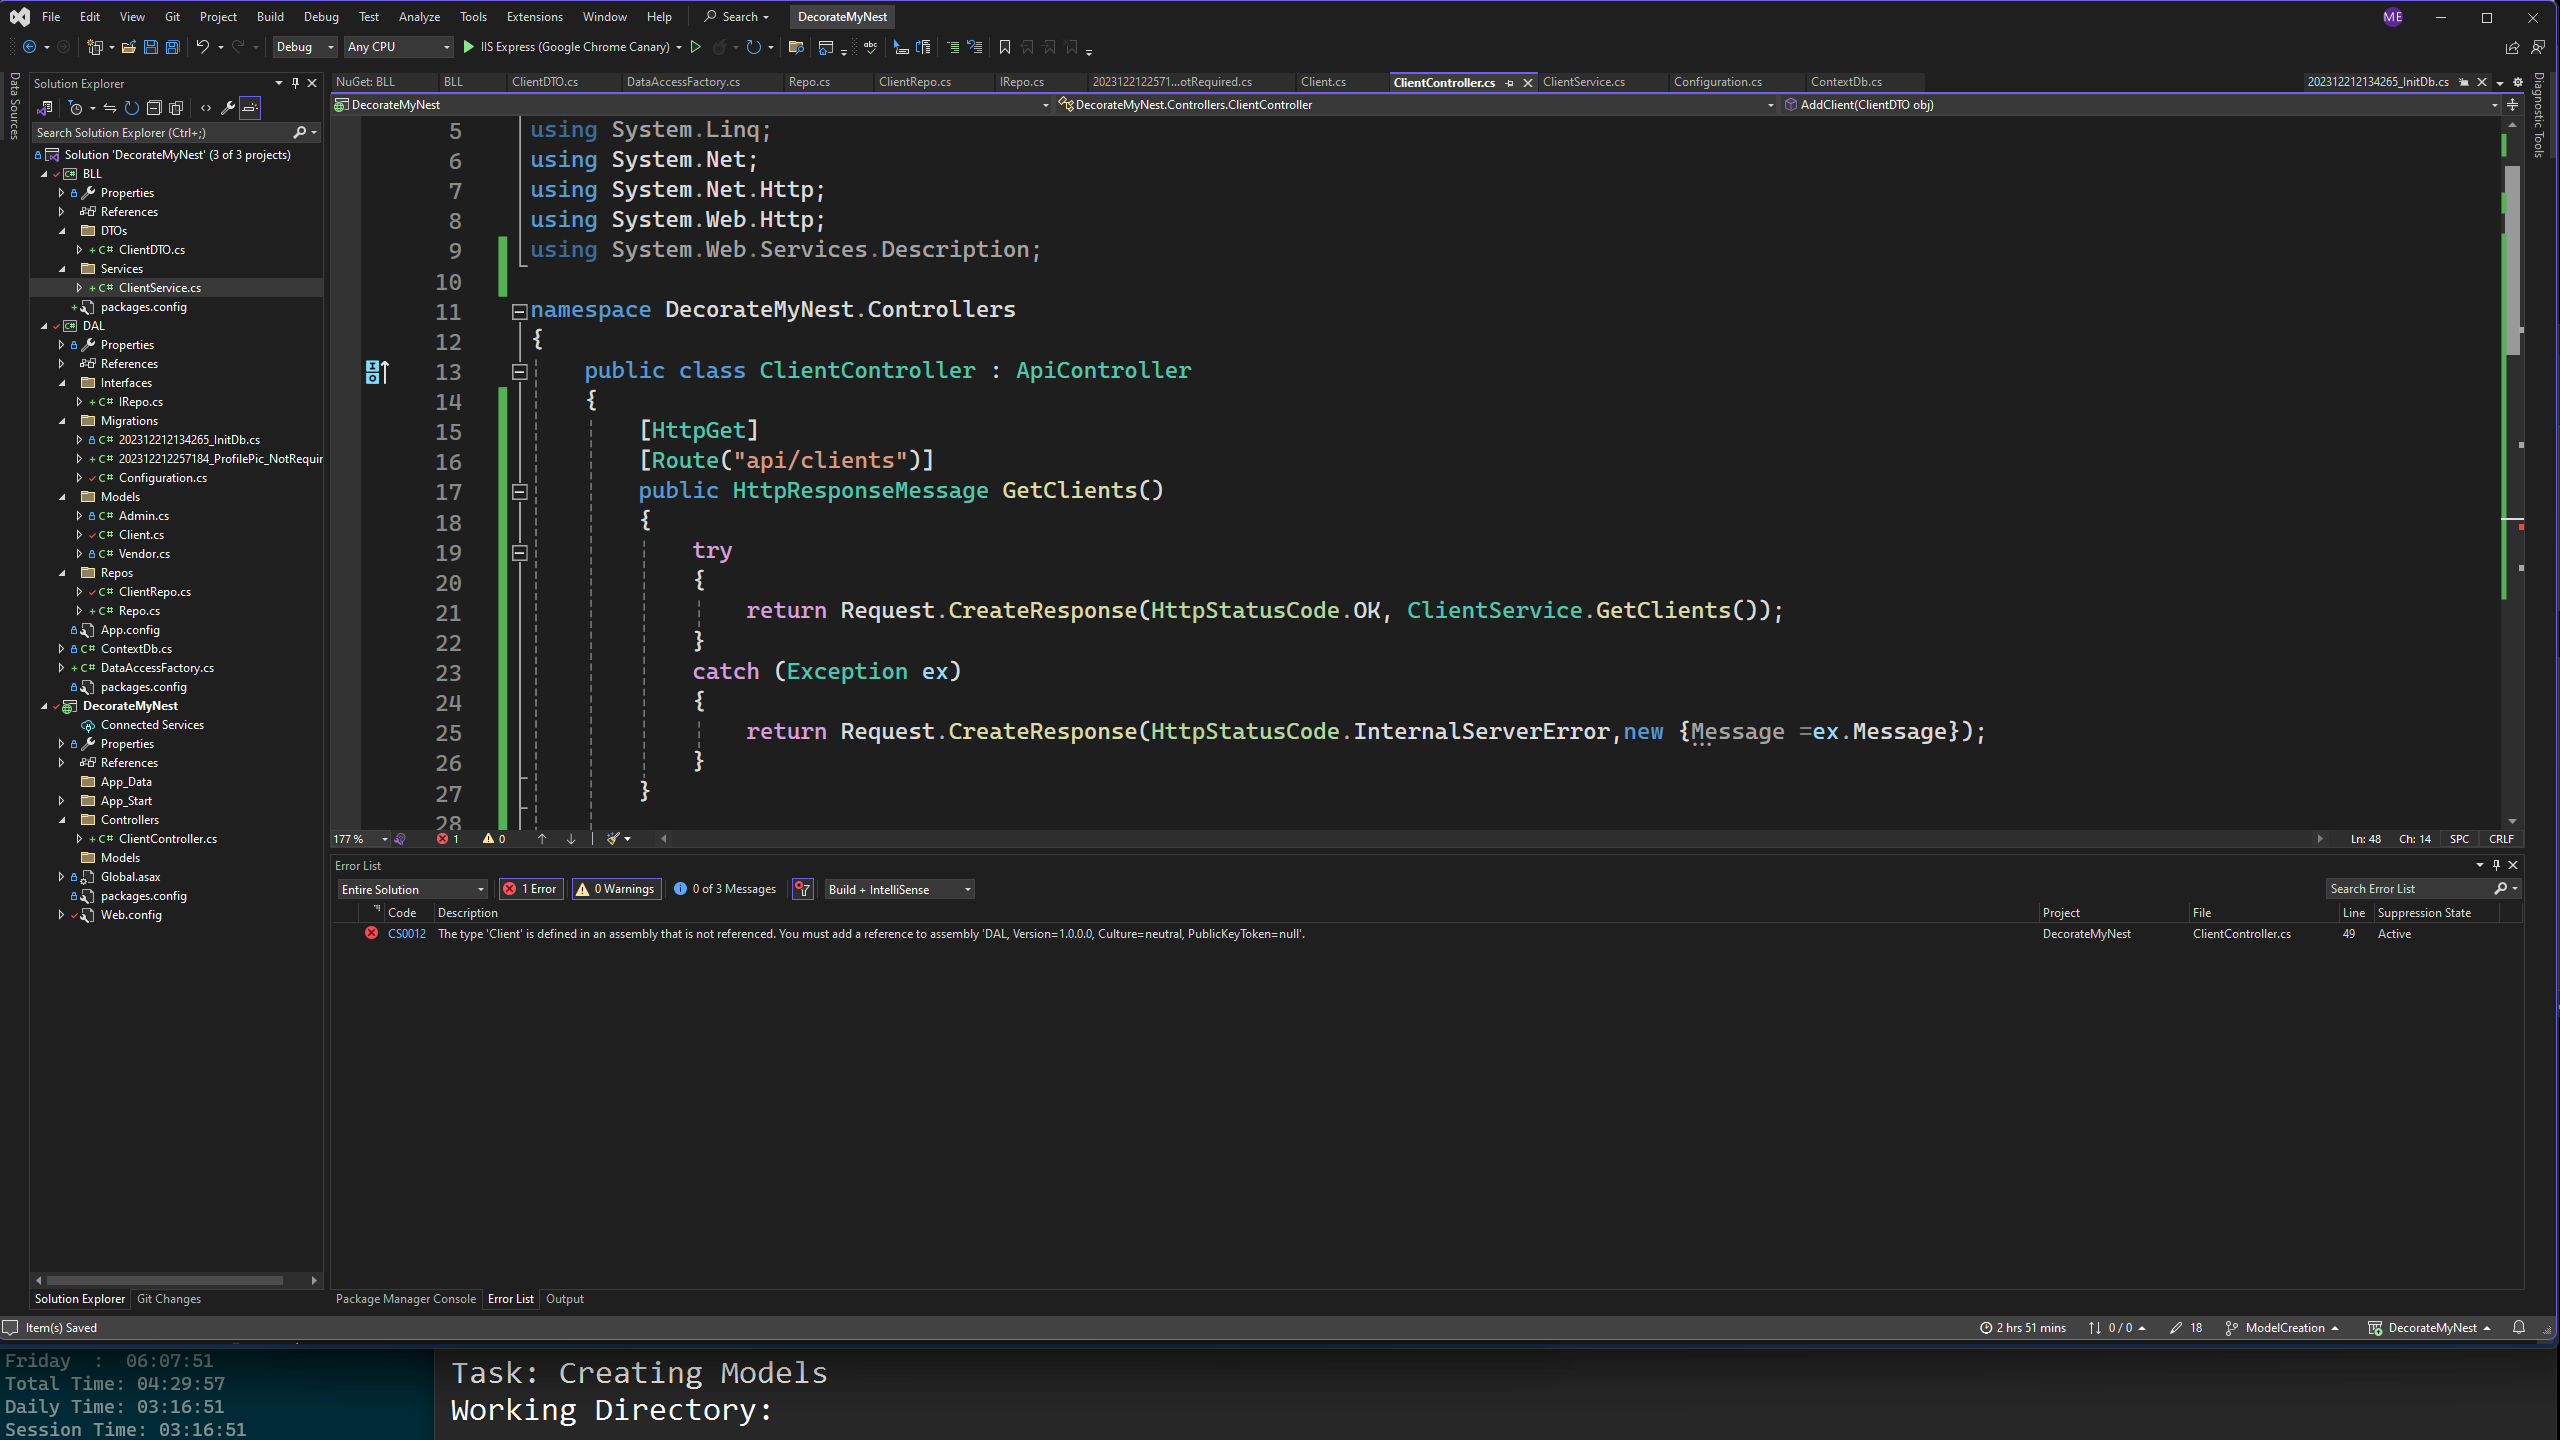 File Edit View Git Project Build Debug Test Analyze Tools Extensions Window Help Search DecorateMyNest ME
Debug Any CPU IIS Express (Google Chrome Canary)
Data Sources
Solution Explorer
Search Solution Explorer (Ctrl+;)
Solution 'DecorateMyNest' (3 of 3 projects)
BLL
Properties
References
DTOs
ClientDTO.cs
Services
ClientService.cs
packages.config
DAL
Properties
References
Interfaces
IRepo.cs
Migrations
202312212134265_InitDb.cs
202312212257184_ProfilePic_NotRequir
Configuration.cs
Models
Admin.cs
Client.cs
Vendor.cs
Repos
ClientRepo.cs
Repo.cs
App.config
ContextDb.cs
DataAccessFactory.cs
packages.config
DecorateMyNest
Connected Services
Properties
References
App_Data
App_Start
Controllers
ClientController.cs
Models
Global.asax
packages.config
Web.config
Solution Explorer Git Changes
NuGet: BLL BLL ClientDTO.cs DataAccessFactory.cs Repo.cs ClientRepo.cs IRepo.cs 2023122122571...otRequired.cs Client.cs ClientController.cs ClientService.cs Configuration.cs ContextDb.cs 202312212134265_InitDb.cs
DecorateMyNest DecorateMyNest.Controllers.ClientController AddClient(ClientDTO obj)
5 using System.Linq;
6 using System.Net;
7 using System.Net.Http;
8 using System.Web.Http;
9 using System.Web.Services.Description;
10
11 namespace DecorateMyNest.Controllers
12 {
13 public class ClientController : ApiController
14 {
15 [HttpGet]
16 [Route("api/clients")]
17 public HttpResponseMessage GetClients()
18 {
19 try
20 {
21 return Request.CreateResponse(HttpStatusCode.OK, ClientService.GetClients());
22 }
23 catch (Exception ex)
24 {
25 return Request.CreateResponse(HttpStatusCode.InternalServerError,new {Message =ex.Message});
26 }
27 }
28
177 % 1 0 Ln: 48 Ch: 14 SPC CRLF
Diagnostic Tools
Error List
Entire Solution 1 Error 0 Warnings 0 of 3 Messages Build + IntelliSense Search Error List
Code Description Project File Line Suppression State
CS0012 The type 'Client' is defined in an assembly that is not referenced. You must add a reference to assembly 'DAL, Version=1.0.0.0, Culture=neutral, PublicKeyToken=null'. DecorateMyNest ClientController.cs 49 Active
Package Manager Console Error List Output
Item(s) Saved 2 hrs 51 mins 0 / 0 18 ModelCreation DecorateMyNest
Friday : 06:07:51
Total Time: 04:29:57
Daily Time: 03:16:51
Session Time: 03:16:51
Task: Creating Models
Working Directory: